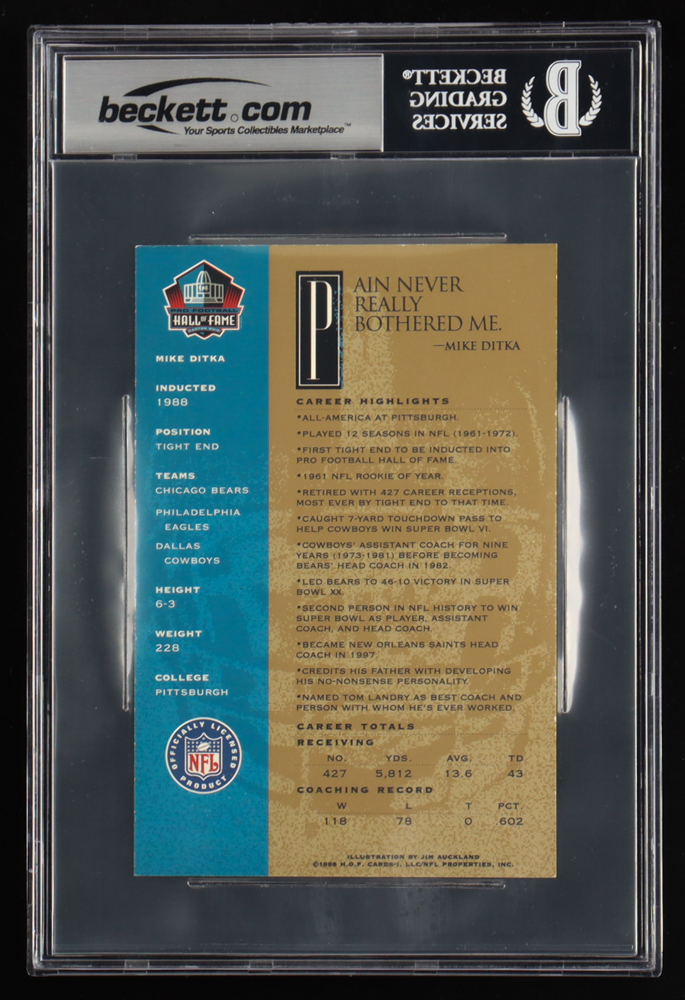 beckett.com
Your Sports Collectibles Marketplace™
BECKETT®
GRADING
SERVICES
B
PRO FOOTBALL
HALL OF FAME
CANTON, OHIO
MIKE DITKA
INDUCTED
1988
POSITION
TIGHT END
TEAMS
CHICAGO BEARS
PHILADELPHIA
EAGLES
DALLAS
COWBOYS
HEIGHT
6-3
WEIGHT
228
COLLEGE
PITTSBURGH
OFFICIALLY LICENSED
NFL
PRODUCT
PAIN NEVER
REALLY
BOTHERED ME.
—MIKE DITKA
CAREER HIGHLIGHTS
*ALL-AMERICA AT PITTSBURGH.
*PLAYED 12 SEASONS IN NFL (1961-1972).
*FIRST TIGHT END TO BE INDUCTED INTO
PRO FOOTBALL HALL OF FAME.
*1961 NFL ROOKIE OF YEAR.
*RETIRED WITH 427 CAREER RECEPTIONS,
MOST EVER BY TIGHT END TO THAT TIME.
*CAUGHT 7-YARD TOUCHDOWN PASS TO
HELP COWBOYS WIN SUPER BOWL VI.
*COWBOYS' ASSISTANT COACH FOR NINE
YEARS (1973-1981) BEFORE BECOMING
BEARS' HEAD COACH IN 1982.
*LED BEARS TO 46-10 VICTORY IN SUPER
BOWL XX.
*SECOND PERSON IN NFL HISTORY TO WIN
SUPER BOWL AS PLAYER, ASSISTANT
COACH, AND HEAD COACH.
*BECAME NEW ORLEANS SAINTS HEAD
COACH IN 1997.
*CREDITS HIS FATHER WITH DEVELOPING
HIS NO-NONSENSE PERSONALITY.
*NAMED TOM LANDRY AS BEST COACH AND
PERSON WITH WHOM HE'S EVER WORKED.
CAREER TOTALS
RECEIVING
NO. YDS. AVG. TD
427 5,812 13.6 43
COACHING RECORD
W L T PCT.
118 78 0 602
ILLUSTRATION BY JIM AUCKLAND
©1998 H.O.F. CARDS-I, LLC/NFL PROPERTIES, INC.